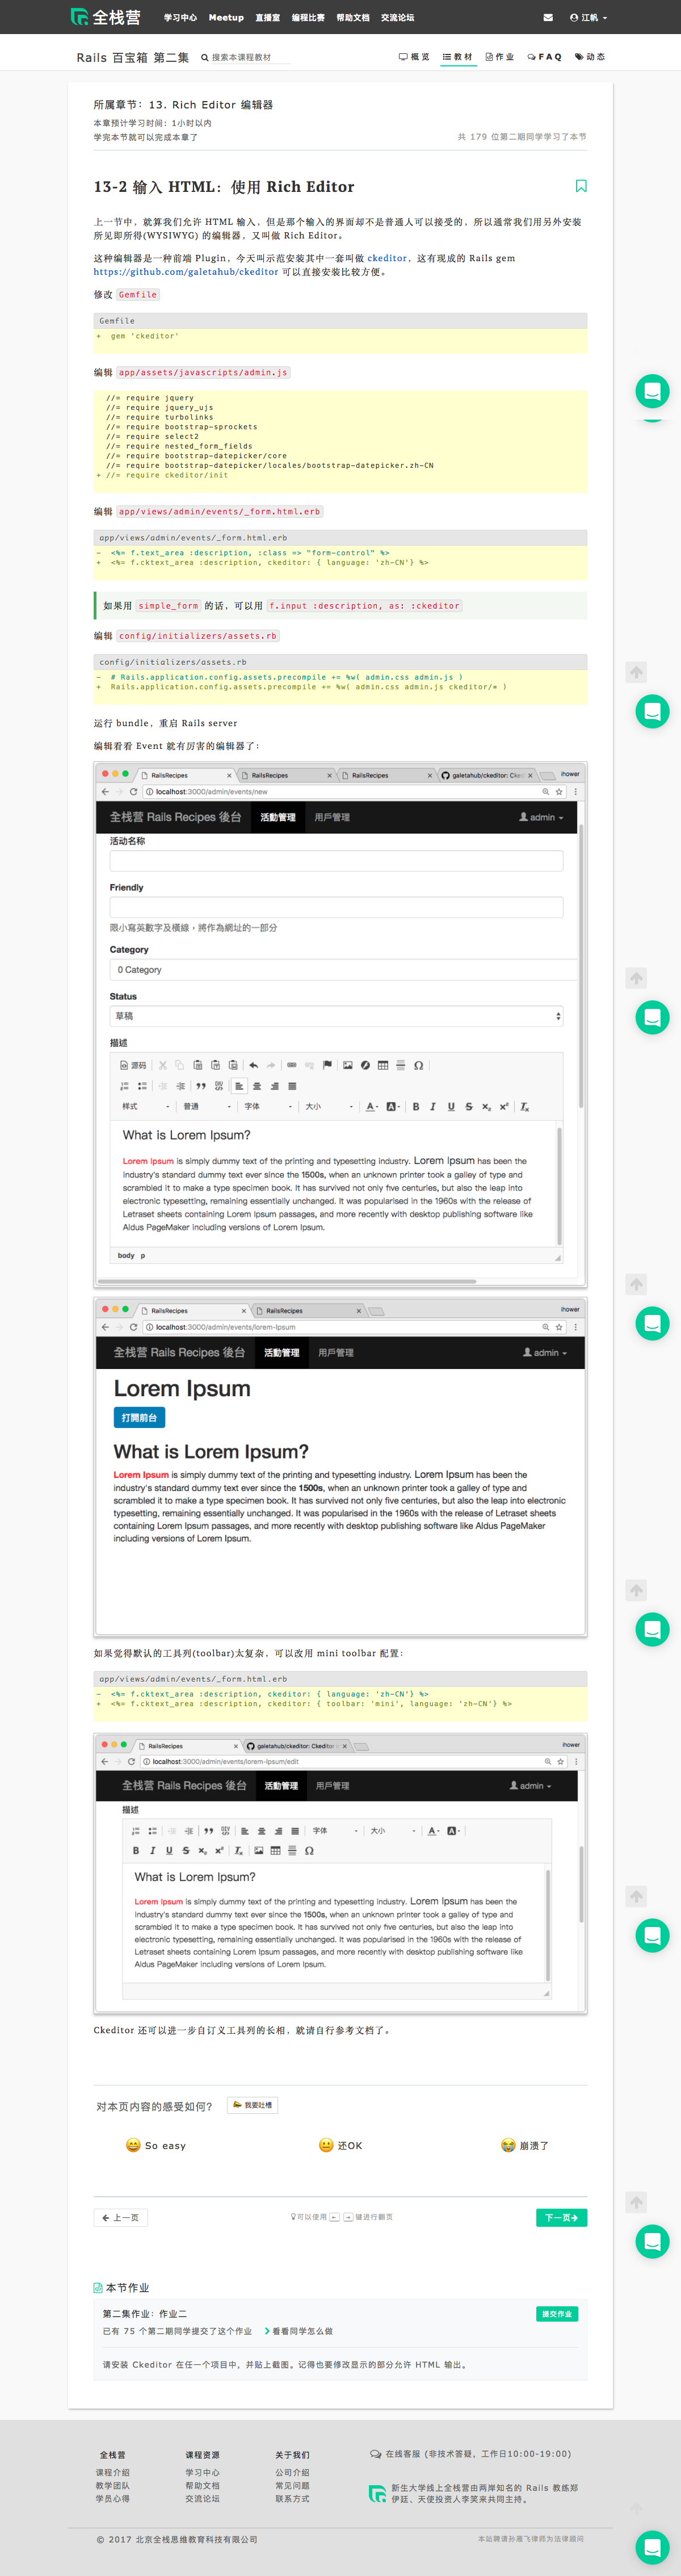 全栈营 学习中心 Meetup 直播室 编程比赛 帮助文档 交流论坛 江帆
Rails 百宝箱 第二集 搜索本课程教材 概览 教材 作业 FAQ 动态
所属章节：13. Rich Editor 编辑器
本章预计学习时间：1小时以内
学完本节就可以完成本章了 共 179 位第二期同学学习了本节
13-2 输入 HTML：使用 Rich Editor
上一节中，就算我们允许 HTML 输入，但是那个输入的界面却不是普通人可以接受的，所以通常我们用另外安装
所见即所得(WYSIWYG) 的编辑器，又叫做 Rich Editor。
这种编辑器是一种前端 Plugin，今天叫示范安装其中一套叫做 ckeditor，这有现成的 Rails gem
https://github.com/galetahub/ckeditor 可以直接安装比较方便。
修改 Gemfile
Gemfile
+ gem 'ckeditor'
编辑 app/assets/javascripts/admin.js
//= require jquery
//= require jquery_ujs
//= require turbolinks
//= require bootstrap-sprockets
//= require select2
//= require nested_form_fields
//= require bootstrap-datepicker/core
//= require bootstrap-datepicker/locales/bootstrap-datepicker.zh-CN
+ //= require ckeditor/init
编辑 app/views/admin/events/_form.html.erb
app/views/admin/events/_form.html.erb
- <%= f.text_area :description, :class => "form-control" %>
+ <%= f.cktext_area :description, ckeditor: { language: 'zh-CN'} %>
如果用 simple_form 的话，可以用 f.input :description, as: :ckeditor
编辑 config/initializers/assets.rb
config/initializers/assets.rb
- # Rails.application.config.assets.precompile += %w( admin.css admin.js )
+ Rails.application.config.assets.precompile += %w( admin.css admin.js ckeditor/* )
运行 bundle，重启 Rails server
编辑看看 Event 就有厉害的编辑器了：
RailsRecipes RailsRecipes RailsRecipes galetahub/ckeditor: Cked ihower
localhost:3000/admin/events/new
全栈营 Rails Recipes 後台 活動管理 用戶管理 admin
活动名称
Friendly
限小寫英數字及橫線，將作為網址的一部分
Category
0 Category
Status
草稿
描述
源码
样式 普通 字体 大小
What is Lorem Ipsum?
Lorem Ipsum is simply dummy text of the printing and typesetting industry. Lorem Ipsum has been the
industry's standard dummy text ever since the 1500s, when an unknown printer took a galley of type and
scrambled it to make a type specimen book. It has survived not only five centuries, but also the leap into
electronic typesetting, remaining essentially unchanged. It was popularised in the 1960s with the release of
Letraset sheets containing Lorem Ipsum passages, and more recently with desktop publishing software like
Aldus PageMaker including versions of Lorem Ipsum.
body p
RailsRecipes RailsRecipes ihower
localhost:3000/admin/events/lorem-ipsum
全栈营 Rails Recipes 後台 活動管理 用戶管理 admin
Lorem Ipsum
打開前台
What is Lorem Ipsum?
Lorem Ipsum is simply dummy text of the printing and typesetting industry. Lorem Ipsum has been the
industry's standard dummy text ever since the 1500s, when an unknown printer took a galley of type and
scrambled it to make a type specimen book. It has survived not only five centuries, but also the leap into electronic
typesetting, remaining essentially unchanged. It was popularised in the 1960s with the release of Letraset sheets
containing Lorem Ipsum passages, and more recently with desktop publishing software like Aldus PageMaker
including versions of Lorem Ipsum.
如果觉得默认的工具列(toolbar)太复杂，可以改用 mini toolbar 配置：
app/views/admin/events/_form.html.erb
- <%= f.cktext_area :description, ckeditor: { language: 'zh-CN'} %>
+ <%= f.cktext_area :description, ckeditor: { toolbar: 'mini', language: 'zh-CN'} %>
RailsRecipes galetahub/ckeditor: Ckeditor in ihower
localhost:3000/admin/events/lorem-ipsum/edit
全栈营 Rails Recipes 後台 活動管理 用戶管理 admin
描述
字体 大小
What is Lorem Ipsum?
Lorem Ipsum is simply dummy text of the printing and typesetting industry. Lorem Ipsum has been the
industry's standard dummy text ever since the 1500s, when an unknown printer took a galley of type and
scrambled it to make a type specimen book. It has survived not only five centuries, but also the leap into
electronic typesetting, remaining essentially unchanged. It was popularised in the 1960s with the release of
Letraset sheets containing Lorem Ipsum passages, and more recently with desktop publishing software like
Aldus PageMaker including versions of Lorem Ipsum.
Ckeditor 还可以进一步自订义工具列的长相，就请自行参考文档了。
对本页内容的感受如何? 我要吐槽
So easy 还OK 崩溃了
上一页 可以使用 ← → 键进行翻页 下一页
本节作业
第二集作业：作业二 提交作业
已有 75 个第二期同学提交了这个作业 看看同学怎么做
请安装 Ckeditor 在任一个项目中，并贴上截图。记得也要修改显示的部分允许 HTML 输出。
全栈营 课程资源 关于我们 在线客服 (非技术答疑，工作日10:00-19:00)
课程介绍 学习中心 公司介绍
教学团队 帮助文档 常见问题
学员心得 交流论坛 联系方式
新生大学线上全栈营由两岸知名的 Rails 教练郑
伊廷、天使投资人李笑来共同主持。
© 2017 北京全栈思维教育科技有限公司 本站聘请孙雁飞律师为法律顾问